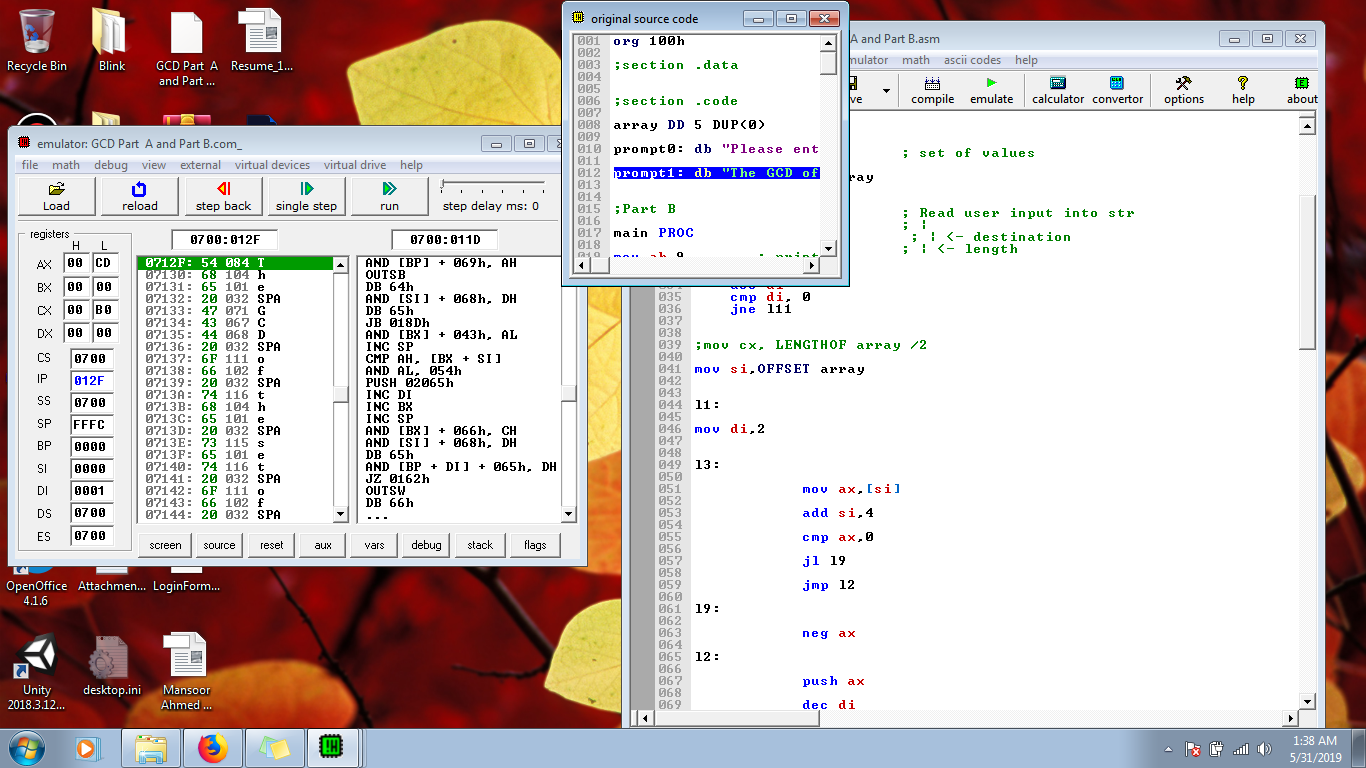 Recycle Bin
Blink
GCD Part A
and Part ...
Resume_1...
original source code
001 org 100h
002
003 ;section .data
004
005
006 ;section .code
007
008 array DD 5 DUP(0)
009
010 prompt0: db "Please ent
011
012 prompt1: db "The GCD of
013
014
015 ;Part B
016
017 main PROC
018
A and Part B.asm
mulator math ascii codes help
ve compile emulate calculator convertor options help about
; set of values
ray
; Read user input into str
; ¦
; ¦ <- destination
; ¦ <- length
035 cmp di, 0
036 jne l11
037
038
039 ;mov cx, LENGTHOF array /2
040
041 mov si,OFFSET array
042
043
044 l1:
045
046 mov di,2
047
048
049 l3:
050
051 mov ax,[si]
052
053 add si,4
054
055 cmp ax,0
056
057 jl l9
058
059 jmp l2
060
061 l9:
062
063 neg ax
064
065 l2:
066
067 push ax
068
069 dec di
emulator: GCD Part A and Part B.com_
file math debug view external virtual devices virtual drive help
Load reload step back single step run step delay ms: 0
registers
H L
0700:012F
0700:011D
AX 00 CD
BX 00 00
CX 00 B0
DX 00 00
CS 0700
IP 012F
SS 0700
SP FFFC
BP 0000
SI 0000
DI 0001
DS 0700
ES 0700
0712F: 54 084 T
07130: 68 104 h
07131: 65 101 e
07132: 20 032 SPA
07133: 47 071 G
07134: 43 067 C
07135: 44 068 D
07136: 20 032 SPA
07137: 6F 111 o
07138: 66 102 f
07139: 20 032 SPA
0713A: 74 116 t
0713B: 68 104 h
0713C: 65 101 e
0713D: 20 032 SPA
0713E: 73 115 s
0713F: 65 101 e
07140: 74 116 t
07141: 20 032 SPA
07142: 6F 111 o
07143: 66 102 f
07144: 20 032 SPA
AND [BP] + 069h, AH
OUTSB
DB 64h
AND [SI] + 068h, DH
DB 65h
JB 018Dh
AND [BX] + 043h, AL
INC SP
CMP AH, [BX + SI]
AND AL, 054h
PUSH 02065h
INC DI
INC BX
INC SP
AND [BX] + 066h, CH
AND [SI] + 068h, DH
DB 65h
AND [BP + DI] + 065h, DH
JZ 0162h
OUTSW
DB 66h
...
screen source reset aux vars debug stack flags
OpenOffice
4.1.6
Attachmen...
LoginForm...
Unity
2018.3.12...
desktop.ini
Mansoor
Ahmed ...
1:38 AM
5/31/2019